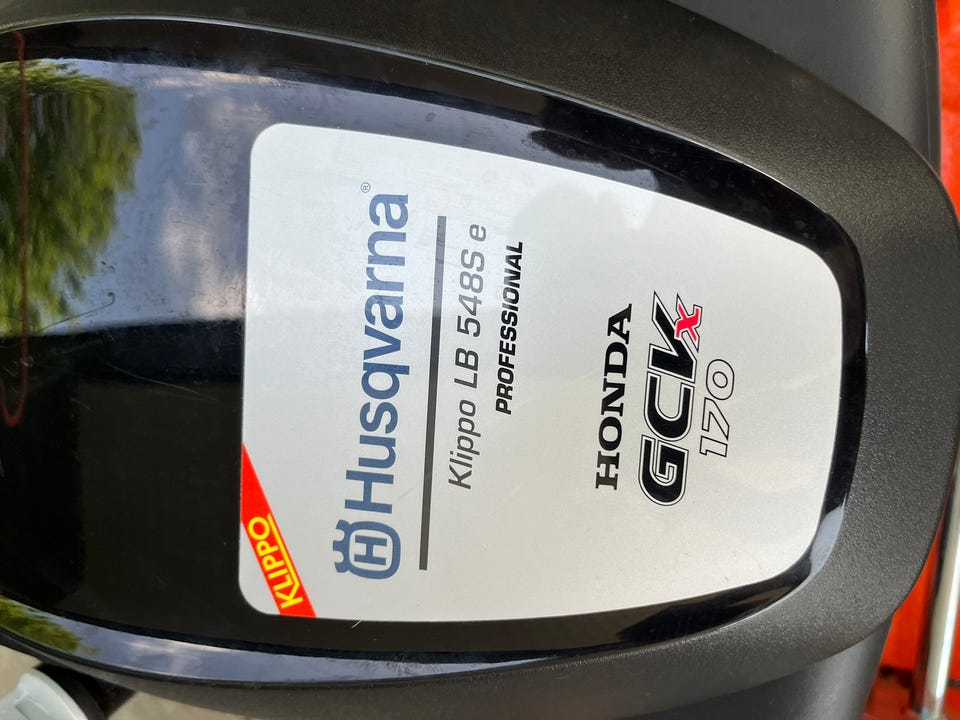 KLIPPO
Husqvarna®
Klippo LB 548S e
PROFESSIONAL
HONDA
GCVx
170